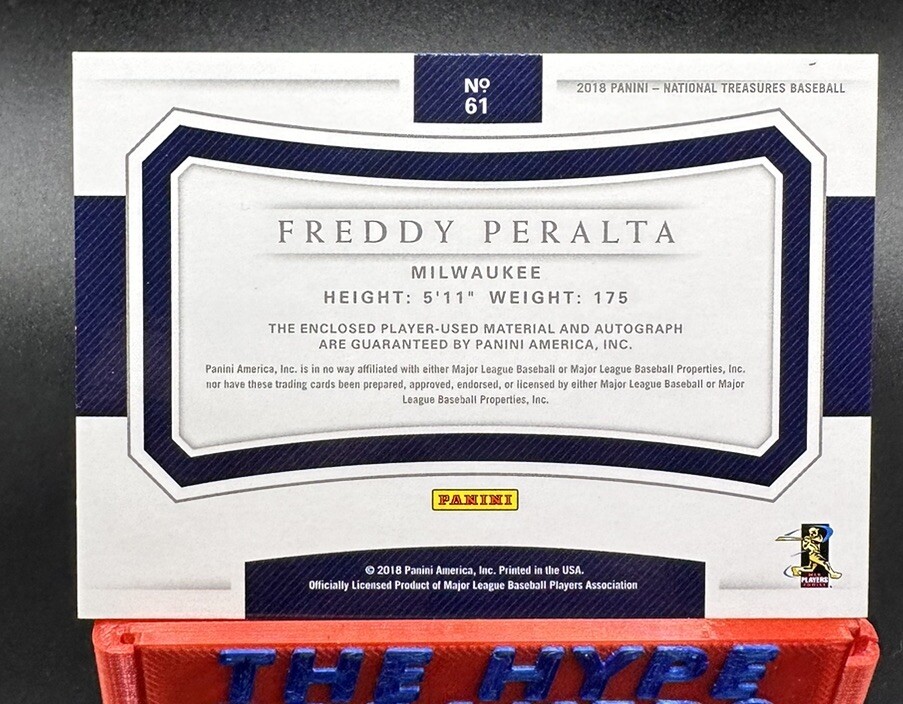 Nº
61
2018 PANINI – NATIONAL TREASURES BASEBALL
FREDDY PERALTA
MILWAUKEE
HEIGHT: 5'11" WEIGHT: 175
THE ENCLOSED PLAYER-USED MATERIAL AND AUTOGRAPH
ARE GUARANTEED BY PANINI AMERICA, INC.
Panini America, Inc. is in no way affiliated with either Major League Baseball or Major League Baseball Properties, Inc.
nor have these trading cards been prepared, approved, endorsed, or licensed by either Major League Baseball or Major
League Baseball Properties, Inc.
PANINI
© 2018 Panini America, Inc. Printed in the USA.
Officially Licensed Product of Major League Baseball Players Association
PLAYERS
THE HYPE